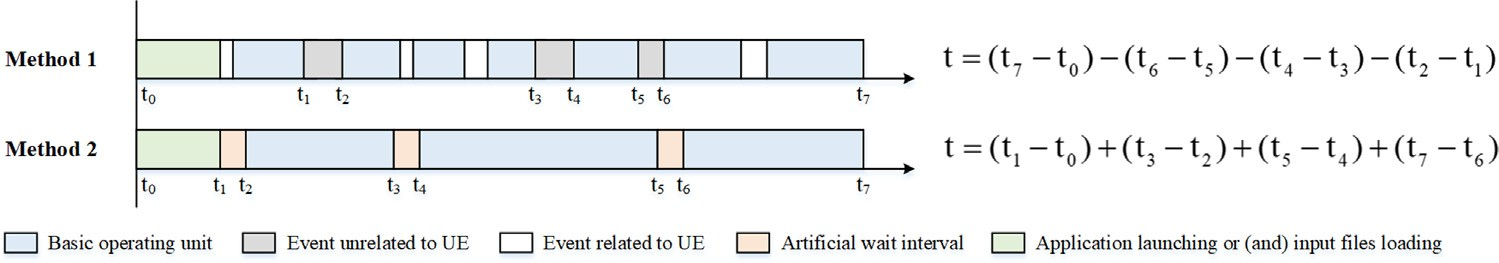 Method 1
t₀ t₁ t₂ t₃ t₄ t₅ t₆ t₇
t = (t₇ − t₀) − (t₆ − t₅) − (t₄ − t₃) − (t₂ − t₁)
Method 2
t₀ t₁ t₂ t₃ t₄ t₅ t₆ t₇
t = (t₁ − t₀) + (t₃ − t₂) + (t₅ − t₄) + (t₇ − t₆)
Basic operating unit Event unrelated to UE Event related to UE Artificial wait interval Application launching or (and) input files loading